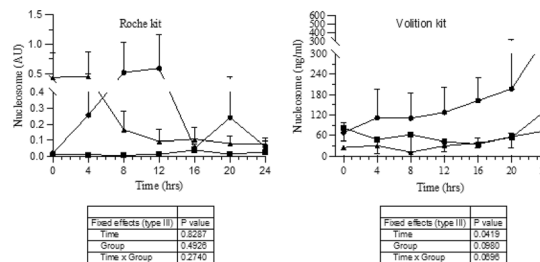 Roche kit
Nucleosome (AU)
1.5
1.0
0.5
0.4
0.3
0.2
0.1
0.0
0 4 8 12 16 20 24
Time (hrs)
Fixed effects (type III) P value
Time 0.8287
Group 0.4926
Time x Group 0.2740
Volition kit
Nucleosome (ng/ml)
600
500
400
300
240
180
120
60
0
0 4 8 12 16 20
Time (hrs)
Fixed effects (type III) P value
Time 0.0419
Group 0.0980
Time x Group 0.0696